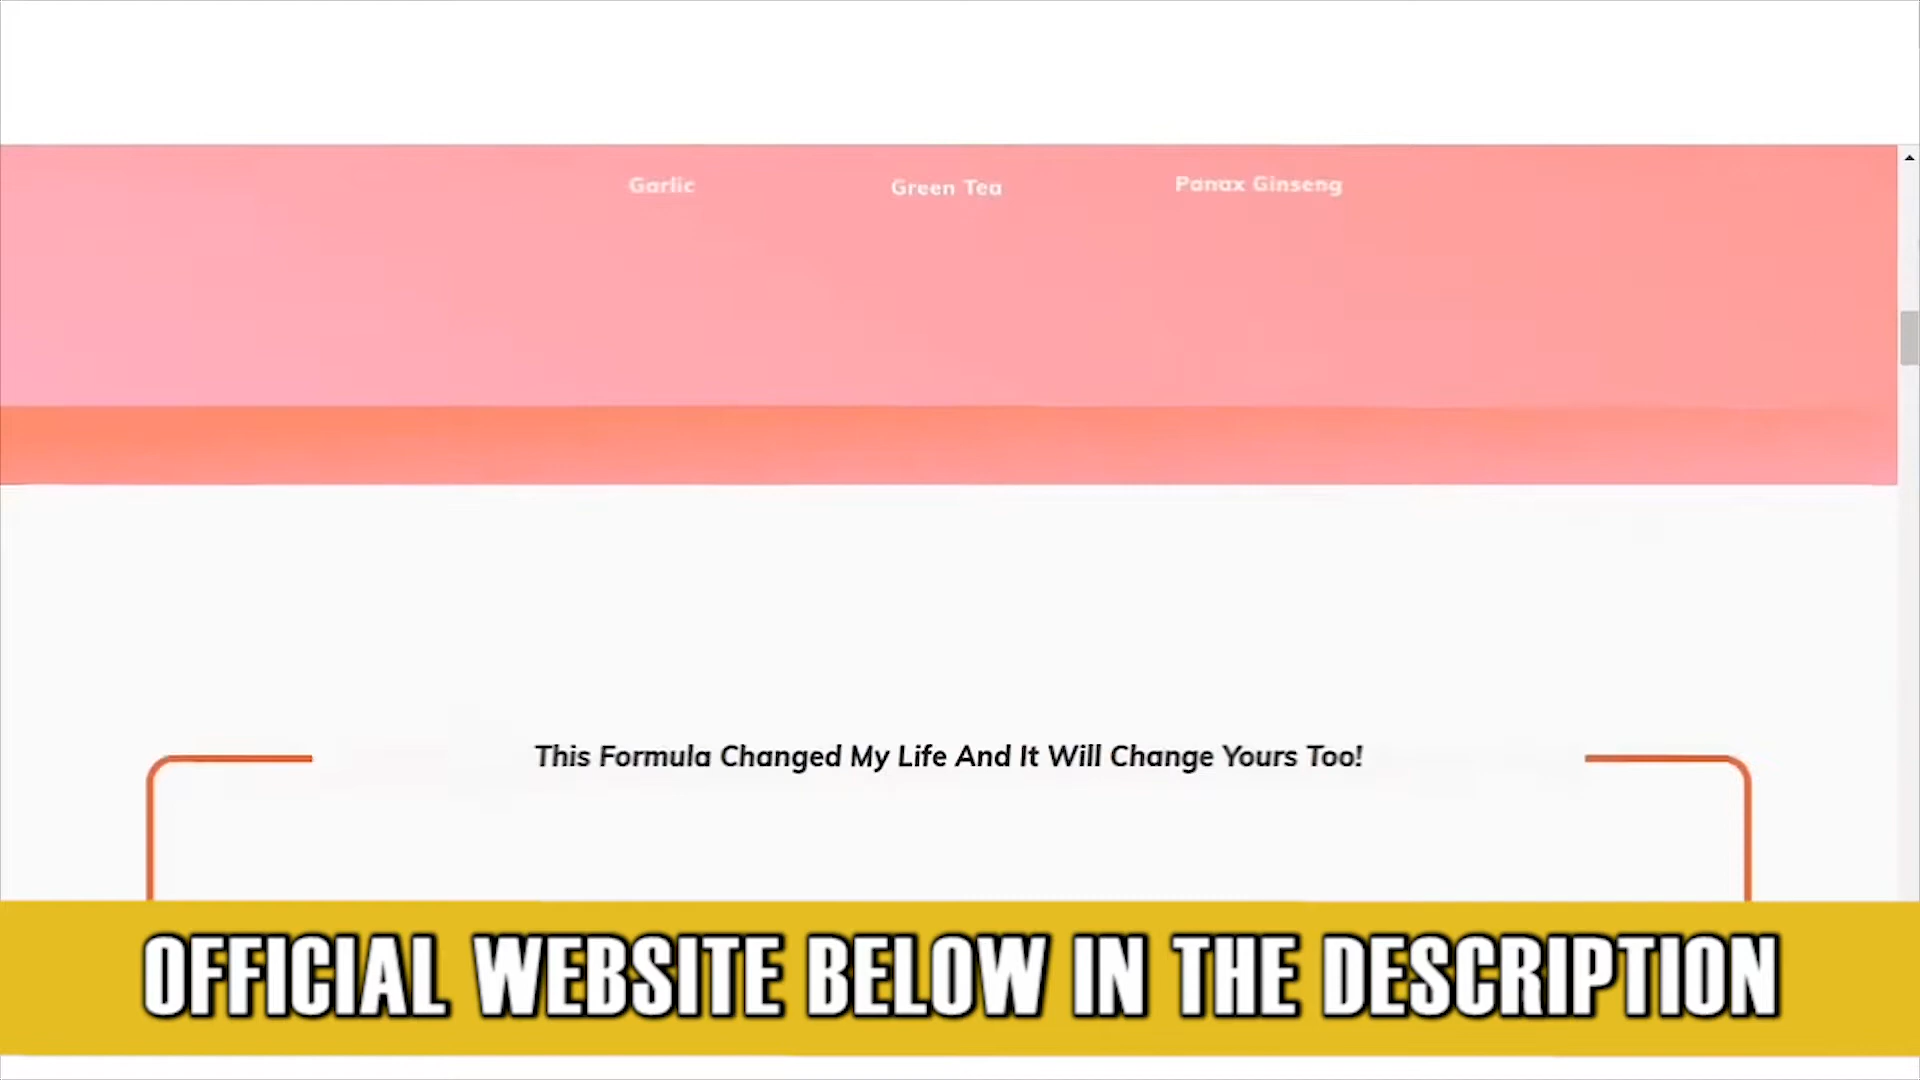 Garlic Green Tea Panax Ginseng
This Formula Changed My Life And It Will Change Yours Too!
OFFICIAL WEBSITE BELOW IN THE DESCRIPTION